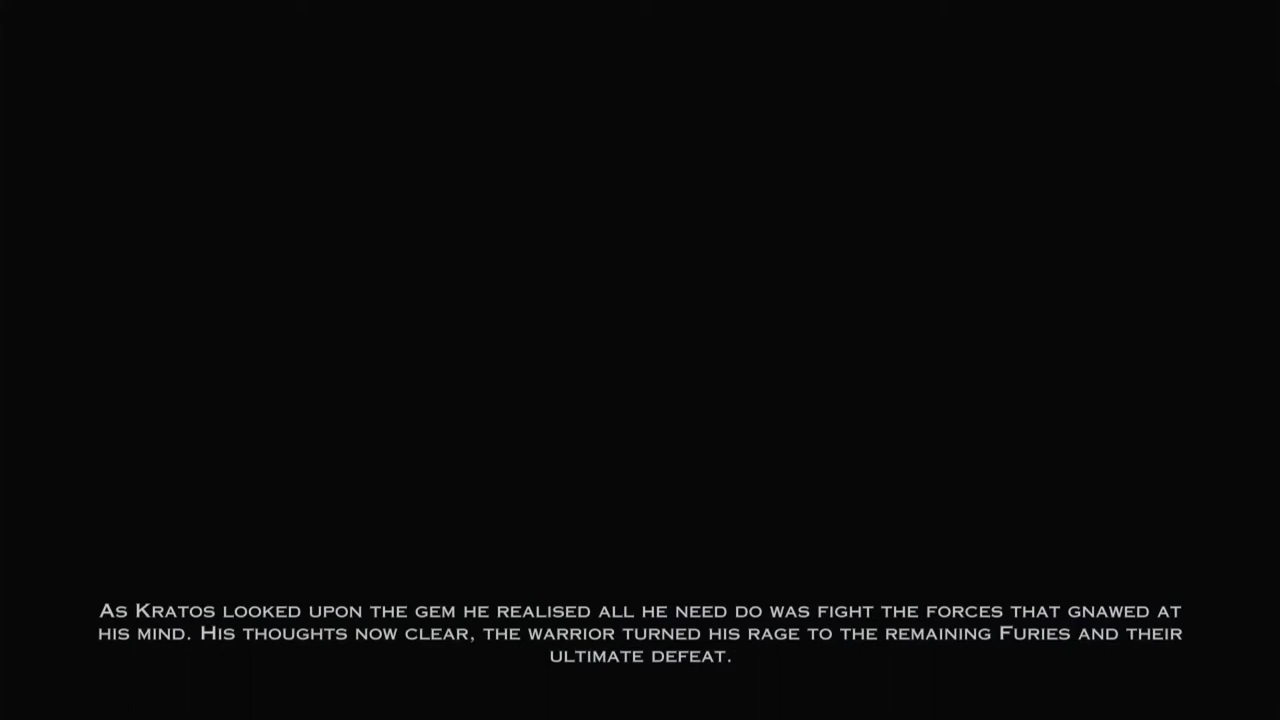 As Kratos looked upon the gem he realised all he need do was fight the forces that gnawed at
his mind. His thoughts now clear, the warrior turned his rage to the remaining Furies and their
ultimate defeat.